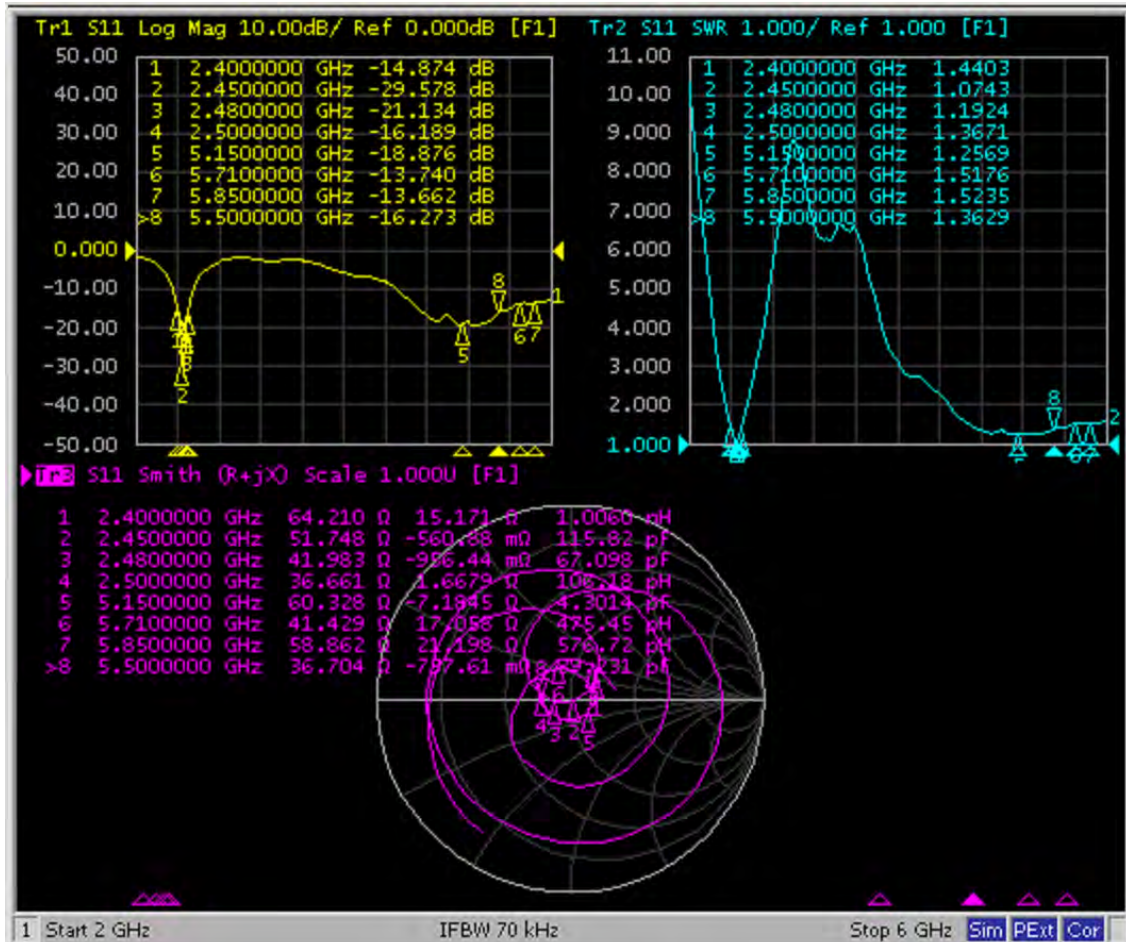 Tr1 S11 Log Mag 10.00dB/ Ref 0.000dB [F1]
50.00
40.00
30.00
20.00
10.00
0.000
-10.00
-20.00
-30.00
-40.00
-50.00
1 2.4000000 GHz -14.874 dB
2 2.4500000 GHz -29.578 dB
3 2.4800000 GHz -21.134 dB
4 2.5000000 GHz -16.189 dB
5 5.1500000 GHz -18.876 dB
6 5.7100000 GHz -13.740 dB
7 5.8500000 GHz -13.662 dB
>8 5.5000000 GHz -16.273 dB
8
1
2
5
6
7
Tr2 S11 SWR 1.000/ Ref 1.000 [F1]
11.00
10.00
9.000
8.000
7.000
6.000
5.000
4.000
3.000
2.000
1.000
1 2.4000000 GHz 1.4403
2 2.4500000 GHz 1.0743
3 2.4800000 GHz 1.1924
4 2.5000000 GHz 1.3671
5 5.1500000 GHz 1.2569
6 5.7100000 GHz 1.5176
7 5.8500000 GHz 1.5235
>8 5.5000000 GHz 1.3629
8
2
Tr3 S11 Smith (R+jX) Scale 1.000U [F1]
1 2.4000000 GHz 64.210 Ω 15.171 Ω 1.0060 nH
2 2.4500000 GHz 51.748 Ω mΩ 115.82 pF
3 2.4800000 GHz 41.983 Ω mΩ 67.098 pF
4 2.5000000 GHz 36.661 Ω 1.6679 Ω 106.18 pH
5 5.1500000 GHz 60.328 Ω -7.1845 Ω 4.3014 pF
6 5.7100000 GHz 41.429 Ω 17.058 Ω 475.45 pH
7 5.8500000 GHz 58.862 Ω 21.198 Ω 576.72 pH
>8 5.5000000 GHz 36.704 Ω mΩ pF
4
3
2
5
1 Start 2 GHz
IFBW 70 kHz
Stop 6 GHz Sim PExt Cor